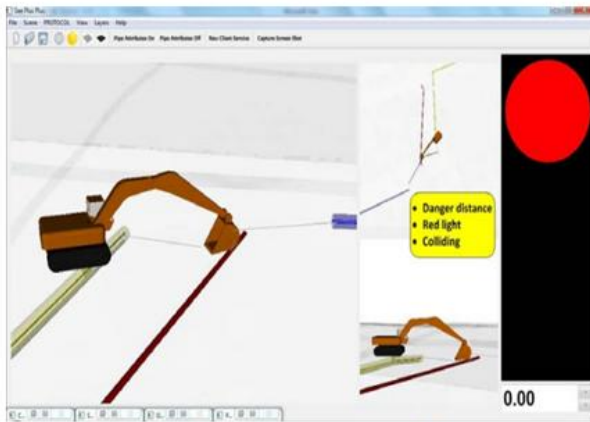 File Scene PROTOCOL View Layers Help
Pipe Attributes On Pipe Attributes Off Nav Client Service Capture Screen Shot
• Danger distance
• Red light
• Colliding
0.00